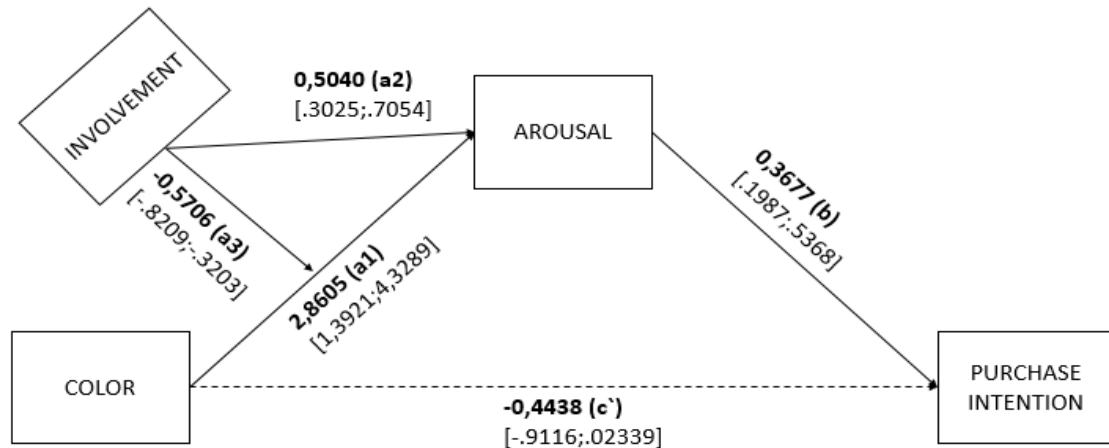 INVOLVEMENT
0,5040 (a2)
[.3025;.7054]
AROUSAL
-0,5706 (a3)
[-.8209;-.3203]
2,8605 (a1)
[1,3921;4,3289]
0,3677 (b)
[.1987;.5368]
COLOR
-0,4438 (c`)
[-.9116;.02339]
PURCHASE
INTENTION